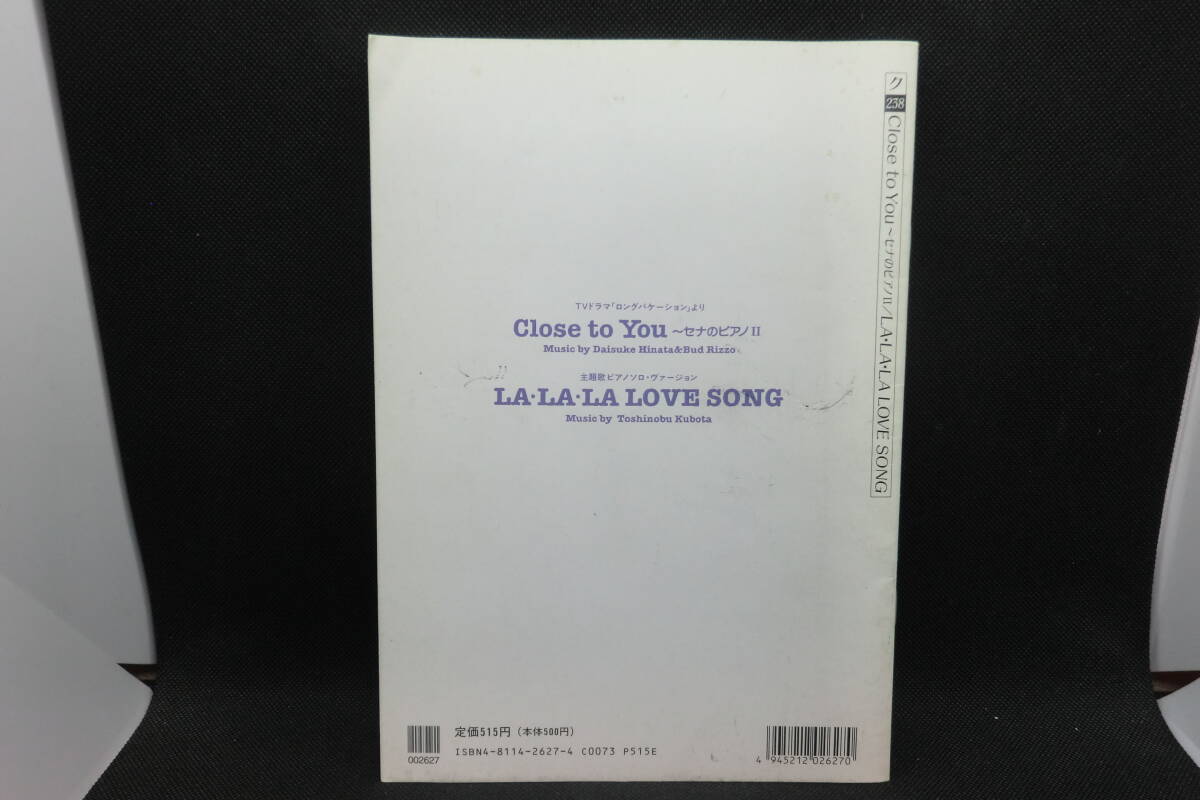 TVドラマ「ロングバケーション」より
Close to You ～セナのピアノII
Music by Daisuke Hinata&Bud Rizzo
主題歌ピアノソロ・ヴァージョン
LA・LA・LA LOVE SONG
Music by Toshinobu Kubota
ク 238 Close to You～セナのピアノII／LA・LA・LA LOVE SONG
002627
定価515円（本体500円）
ISBN4-8114-2627-4 C0073 P515E
4 945212 026270